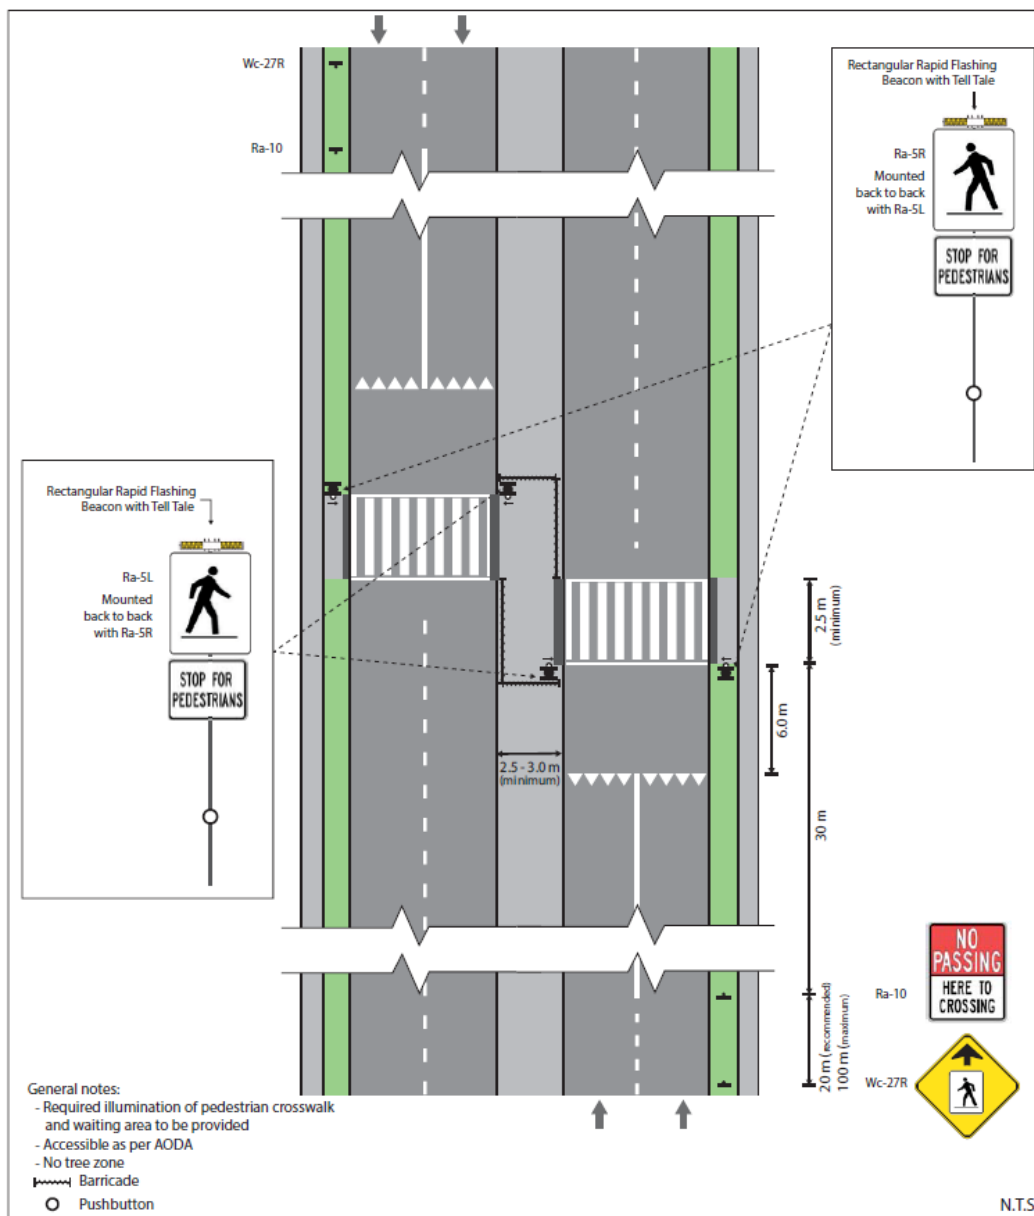 Wc-27R
Ra-10
Rectangular Rapid Flashing
Beacon with Tell Tale
Ra-5R
Mounted
back to back
with Ra-5L
STOP FOR
PEDESTRIANS
Rectangular Rapid Flashing
Beacon with Tell Tale
Ra-5L
Mounted
back to back
with Ra-5R
STOP FOR
PEDESTRIANS
2.5 m
(minimum)
6.0 m
2.5 - 3.0 m
(minimum)
30 m
20 m (recommended)
100 m (maximum)
Ra-10
NO
PASSING
HERE TO
CROSSING
Wc-27R
General notes:
- Required illumination of pedestrian crosswalk
and waiting area to be provided
- Accessible as per AODA
- No tree zone
Barricade
Pushbutton
N.T.S